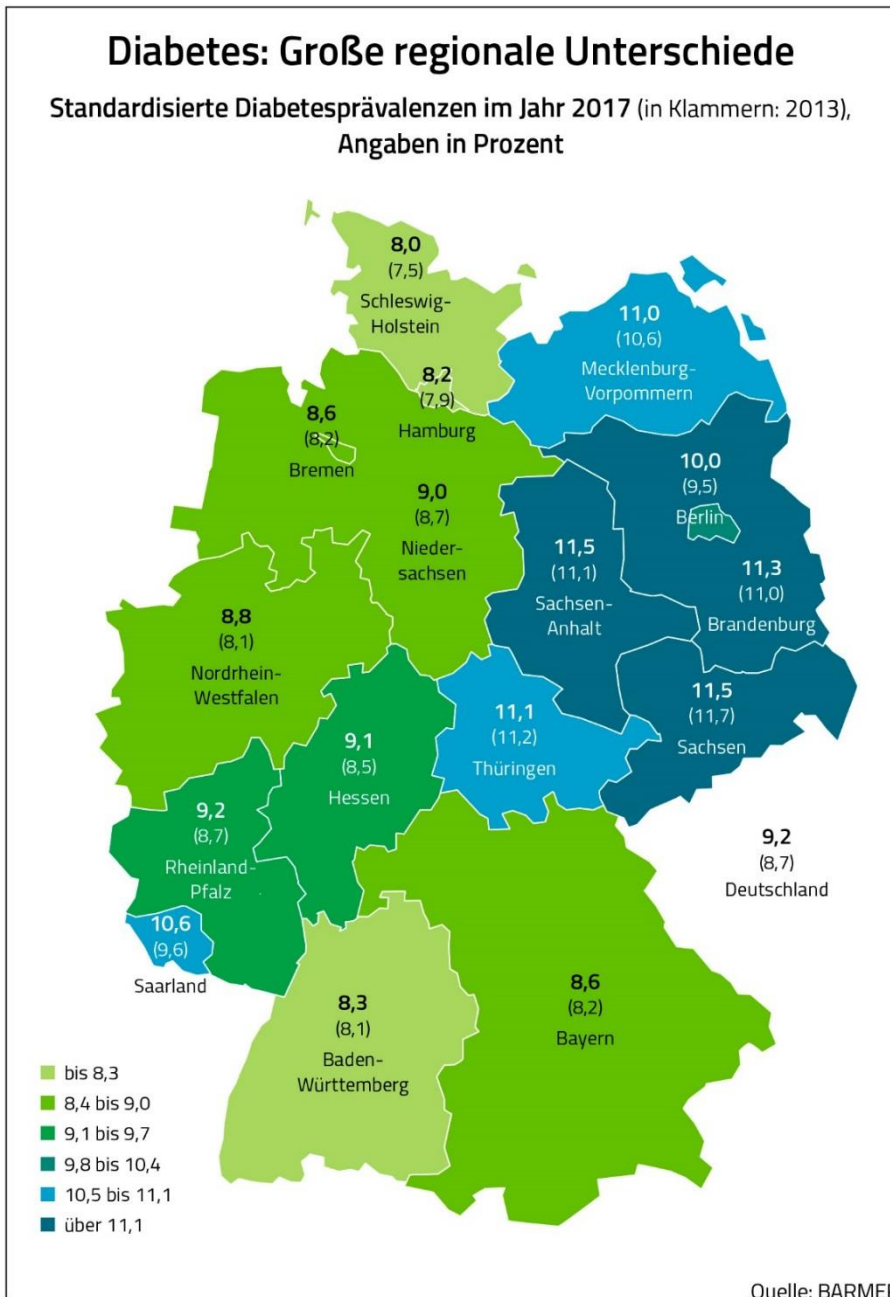 Diabetes: Große regionale Unterschiede
Standardisierte Diabetesprävalenzen im Jahr 2017 (in Klammern: 2013),
Angaben in Prozent
8,0
(7,5)
Schleswig-
Holstein
11,0
(10,6)
Mecklenburg-
Vorpommern
8,2
(7,9)
Hamburg
8,6
(8,2)
Bremen
9,0
(8,7)
Nieder-
sachsen
10,0
(9,5)
Berlin
11,5
(11,1)
Sachsen-
Anhalt
11,3
(11,0)
Brandenburg
8,8
(8,1)
Nordrhein-
Westfalen
11,5
(11,7)
Sachsen
11,1
(11,2)
Thüringen
9,1
(8,5)
Hessen
9,2
(8,7)
Rheinland-
Pfalz
9,2
(8,7)
Deutschland
10,6
(9,6)
Saarland
8,6
(8,2)
Bayern
8,3
(8,1)
Baden-
Württemberg
bis 8,3
8,4 bis 9,0
9,1 bis 9,7
9,8 bis 10,4
10,5 bis 11,1
über 11,1
Quelle: BARMER